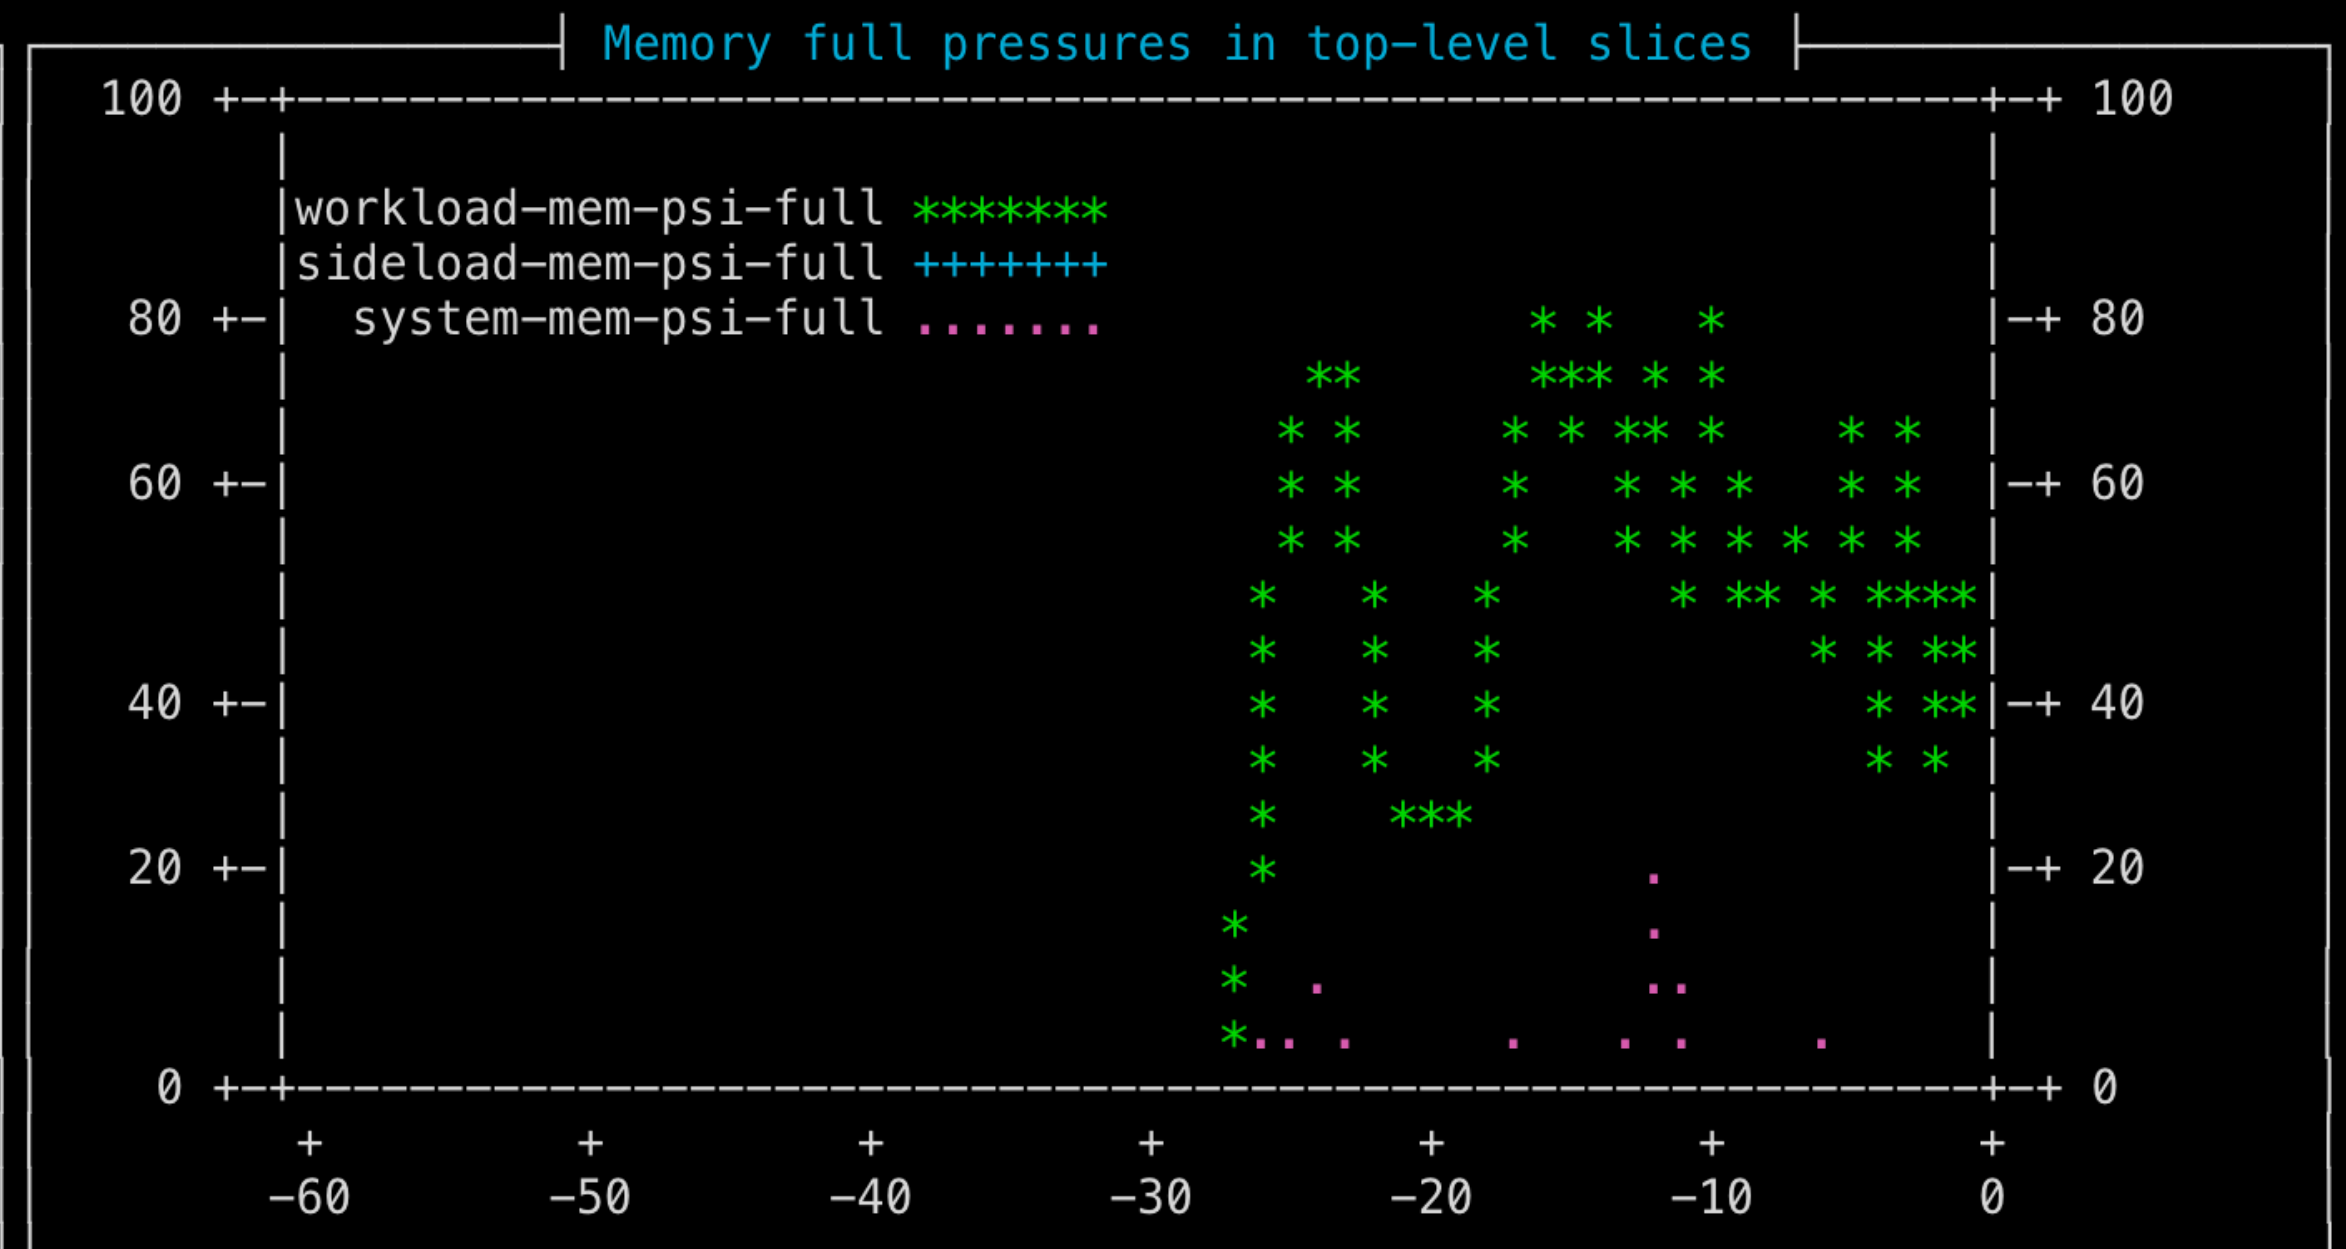 Memory full pressures in top-level slices
100 +-+-------------------------------------------------------------+-+ 100
workload-mem-psi-full *******
sideload-mem-psi-full +++++++
80 +- system-mem-psi-full ....... -+ 80
60 +- -+ 60
40 +- -+ 40
20 +- -+ 20
0 +-+-------------------------------------------------------------+-+ 0
+ + + + + + +
-60 -50 -40 -30 -20 -10 0